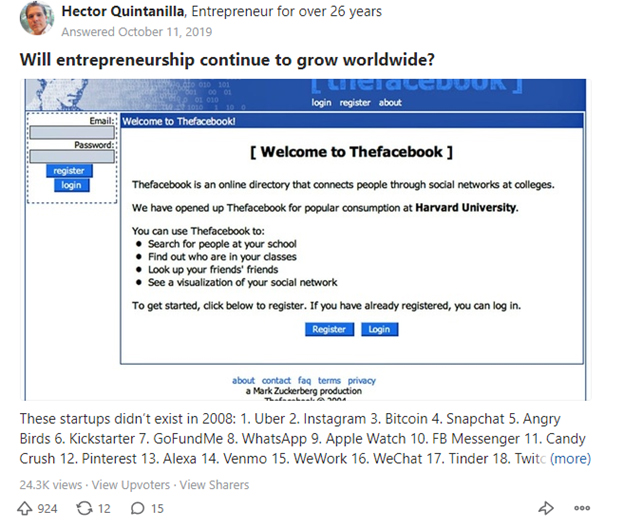 Hector Quintanilla, Entrepreneur for over 26 years
Answered October 11, 2019
Will entrepreneurship continue to grow worldwide?
[ thefacebook ]
login register about
Email:
Password:
register
login
Welcome to Thefacebook!
[ Welcome to Thefacebook ]
Thefacebook is an online directory that connects people through social networks at colleges.
We have opened up Thefacebook for popular consumption at Harvard University.
You can use Thefacebook to:
• Search for people at your school
• Find out who are in your classes
• Look up your friends' friends
• See a visualization of your social network
To get started, click below to register. If you have already registered, you can log in.
Register Login
about contact faq terms privacy
a Mark Zuckerberg production
Thefacebook © 2004
These startups didn't exist in 2008: 1. Uber 2. Instagram 3. Bitcoin 4. Snapchat 5. Angry
Birds 6. Kickstarter 7. GoFundMe 8. WhatsApp 9. Apple Watch 10. FB Messenger 11. Candy
Crush 12. Pinterest 13. Alexa 14. Venmo 15. WeWork 16. WeChat 17. Tinder 18. Twitc (more)
24.3K views · View Upvoters · View Sharers
924 12 15